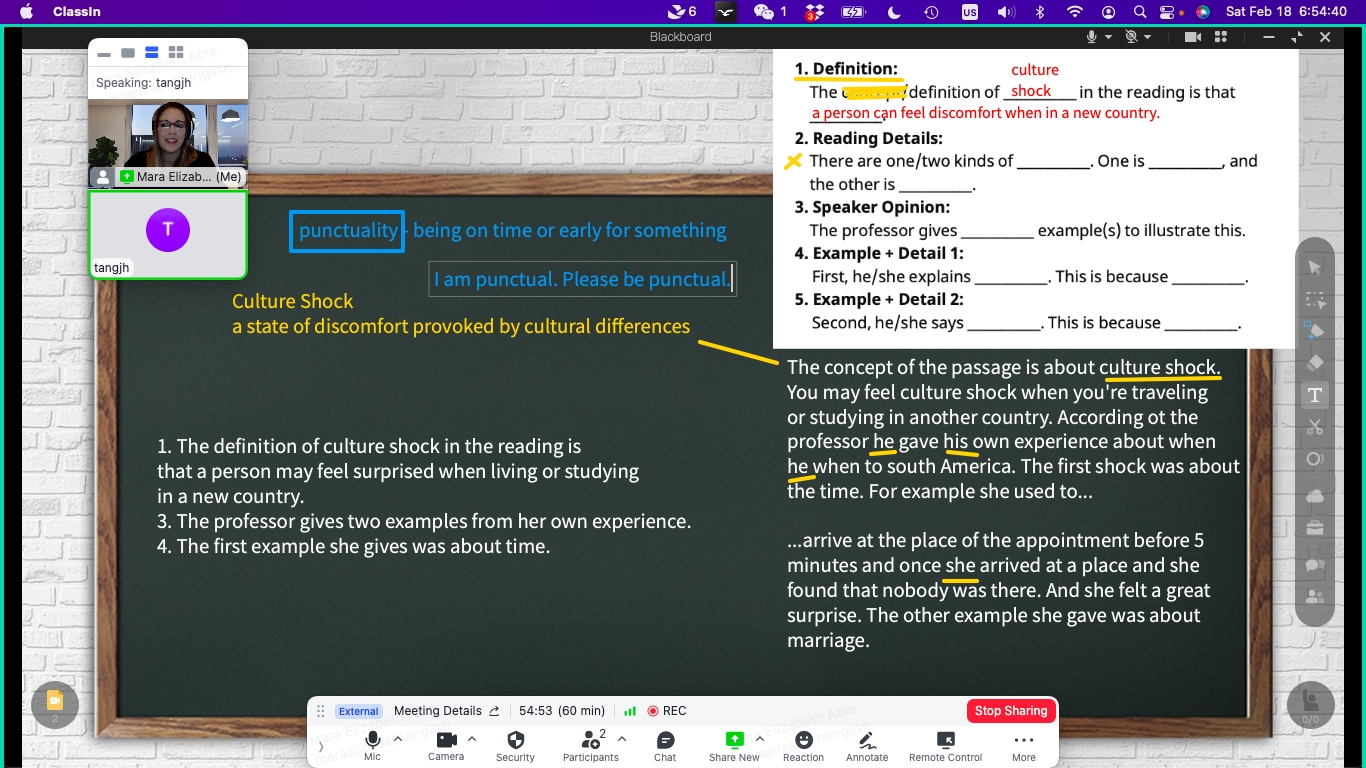 ClassIn
6
1
3
US
Sat Feb 18 6:54:40
Blackboard
Speaking: tangjh
Mara Elizab... (Me)
T
tangjh
1. Definition:
culture
The definition of shock in the reading is that
a person can feel discomfort when in a new country.
2. Reading Details:
There are one/two kinds of _________. One is _________, and
the other is _________.
3. Speaker Opinion:
The professor gives _________ example(s) to illustrate this.
4. Example + Detail 1:
First, he/she explains _________. This is because _________.
5. Example + Detail 2:
Second, he/she says _________. This is because _________.
punctuality - being on time or early for something
I am punctual. Please be punctual.
Culture Shock
a state of discomfort provoked by cultural differences
1. The definition of culture shock in the reading is
that a person may feel surprised when living or studying
in a new country.
3. The professor gives two examples from her own experience.
4. The first example she gives was about time.
The concept of the passage is about culture shock.
You may feel culture shock when you're traveling
or studying in another country. According ot the
professor he gave his own experience about when
he when to south America. The first shock was about
the time. For example she used to...
...arrive at the place of the appointment before 5
minutes and once she arrived at a place and she
found that nobody was there. And she felt a great
surprise. The other example she gave was about
marriage.
2
0/0
External
Meeting Details
54:53 (60 min)
REC
Stop Sharing
Mic
Camera
Security
Participants
2
Chat
Share New
Reaction
Annotate
Remote Control
More